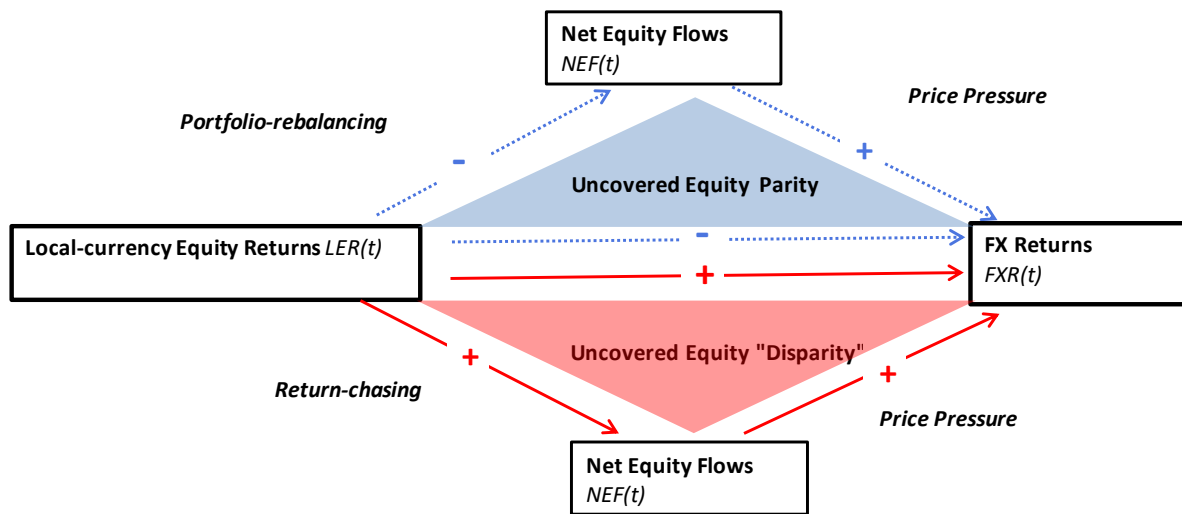 Net Equity Flows
NEF(t)
Price Pressure
Portfolio-rebalancing
-
+
Uncovered Equity Parity
Local-currency Equity Returns LER(t)
-
FX Returns
FXR(t)
+
Uncovered Equity "Disparity"
+
+
Return-chasing
Price Pressure
Net Equity Flows
NEF(t)